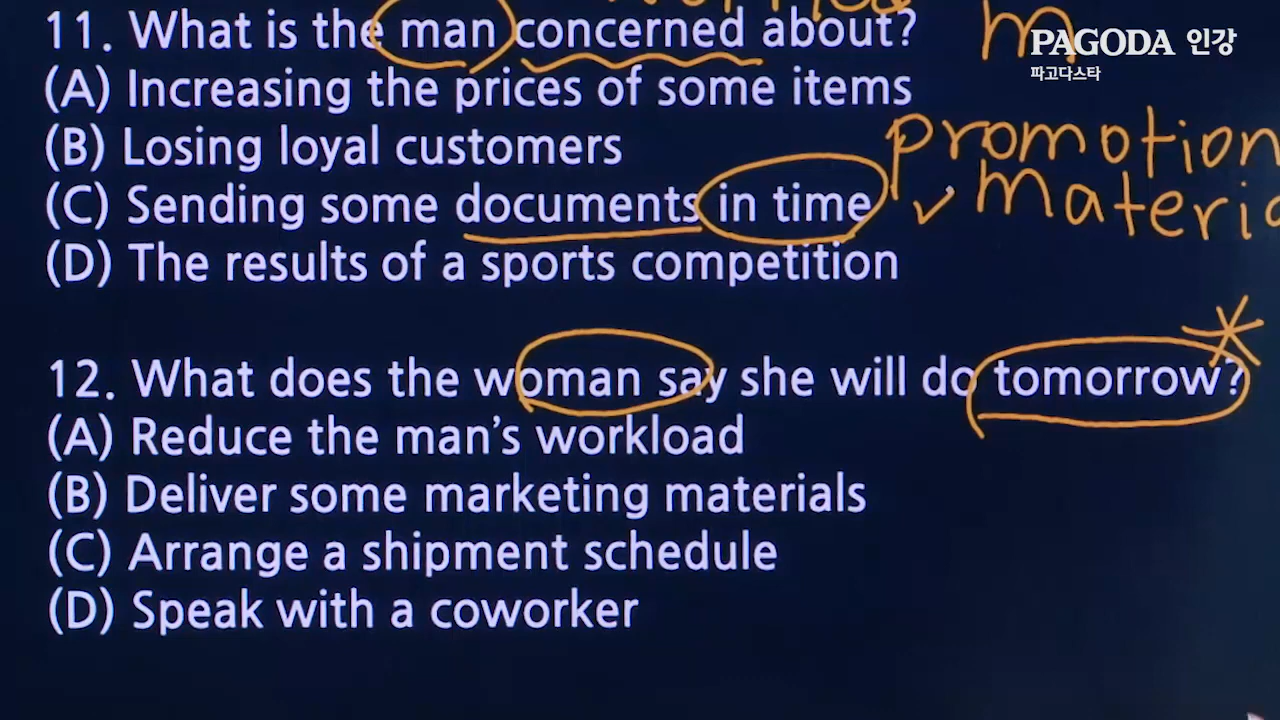 11. What is the man concerned about?
m
PAGODA 인강
파고다스타
(A) Increasing the prices of some items
(B) Losing loyal customers
promotion
(C) Sending some documents in time
(D) The results of a sports competition
12. What does the woman say she will do tomorrow?
(A) Reduce the man's workload
(B) Deliver some marketing materials
(C) Arrange a shipment schedule
(D) Speak with a coworker